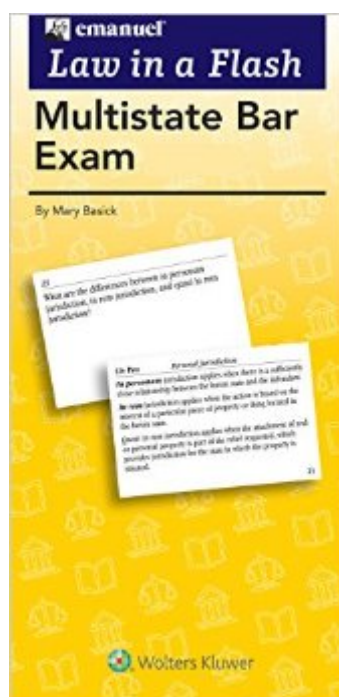 emanuel
Law in a Flash
Multistate Bar
Exam
By Mary Basick
What are the differences between in personam
jurisdiction, in rem jurisdiction, and quasi in rem
jurisdiction?
Civ Pro Personal Jurisdiction
In personam jurisdiction applies when there is a sufficiently
close relationship between the forum state and the defendant.
In rem jurisdiction applies when the action is based on the
interest of a particular piece of property or thing located in
the forum state.
Quasi in rem jurisdiction applies when the attachment of real
or personal property is part of the relief requested, which
provides jurisdiction for the state in which the property is
situated.
Wolters Kluwer